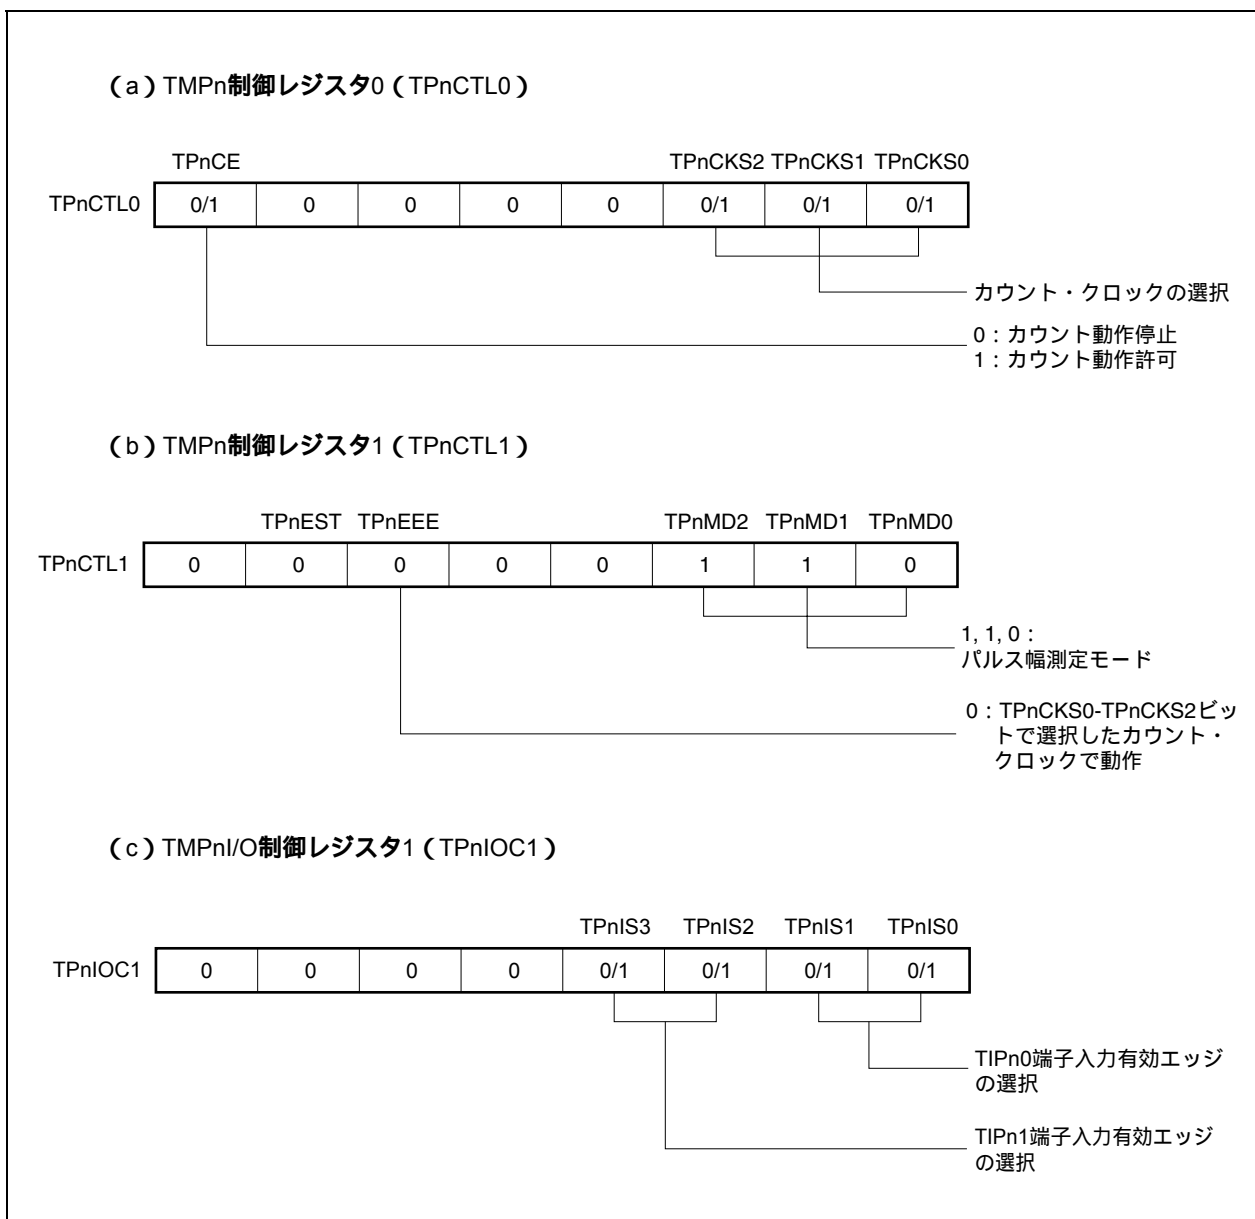 (a)TMPn制御レジスタ0(TPnCTL0)
TPnCE TPnCKS2 TPnCKS1 TPnCKS0
TPnCTL0 0/1 0 0 0 0 0/1 0/1 0/1
カウント・クロックの選択
0:カウント動作停止
1:カウント動作許可
(b)TMPn制御レジスタ1(TPnCTL1)
TPnEST TPnEEE TPnMD2 TPnMD1 TPnMD0
TPnCTL1 0 0 0 0 0 1 1 0
1, 1, 0:
パルス幅測定モード
0:TPnCKS0-TPnCKS2ビッ
トで選択したカウント・
クロックで動作
(c)TMPnI/O制御レジスタ1(TPnIOC1)
TPnIS3 TPnIS2 TPnIS1 TPnIS0
TPnIOC1 0 0 0 0 0/1 0/1 0/1 0/1
TIPn0端子入力有効エッジ
の選択
TIPn1端子入力有効エッジ
の選択